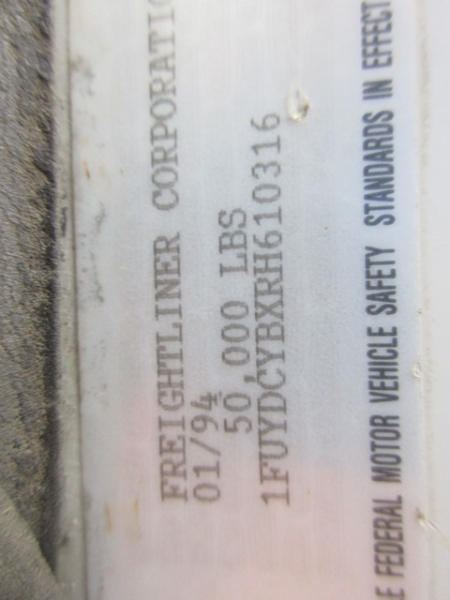 FREIGHTLINER CORPORATIO
01/94
50,000 LBS
1FUYDCYBXRH610316
E FEDERAL MOTOR VEHICLE SAFETY STANDARDS IN EFFECT